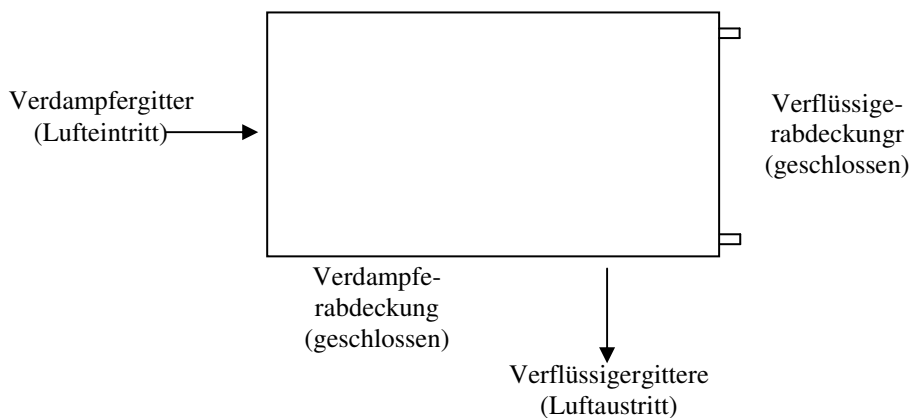 Verdampfergitter
(Lufteintritt)
Verflüssige-
rabdeckungr
(geschlossen)
Verdampfe-
rabdeckung
(geschlossen)
Verflüssigergittere
(Luftaustritt)